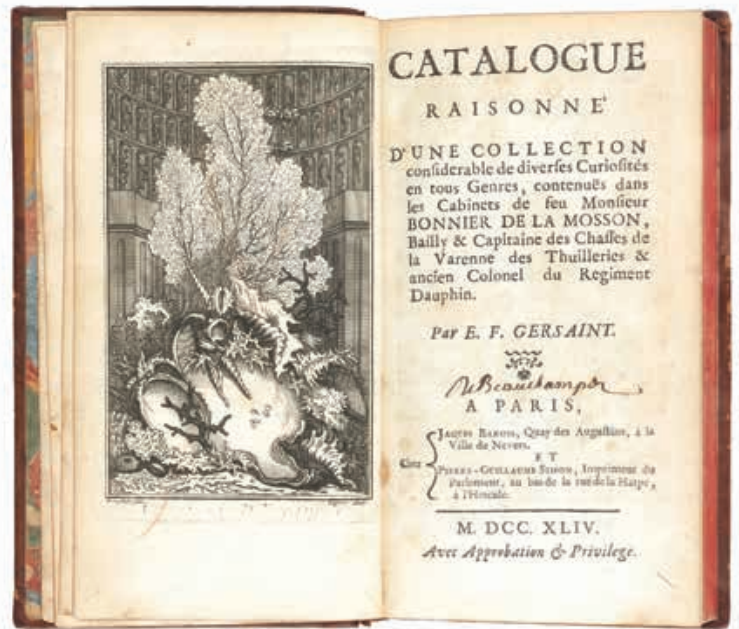 CATALOGUE
RAISONNE'
D'UNE COLLECTION
considerable de diverses Curiosités
en tous Genres, contenuës dans
les Cabinets de feu Monsieur
BONNIER DE LA MOSSON,
Bailly & Capitaine des Chasses de
la Varenne des Thuilleries &
ancien Colonel du Regiment
Dauphin.
Par E. F. GERSAINT.
A PARIS,
Chez
JAQUES BAROIS, Quay des Augustins, à la
Ville de Nevers.
ET
PIERRE-GUILLAUME SIMON, Imprimeur du
Parlement, au bas de la rue de la Harpe,
à l'Hercule.
M. DCC. XLIV.
Avec Approbation & Privilege.